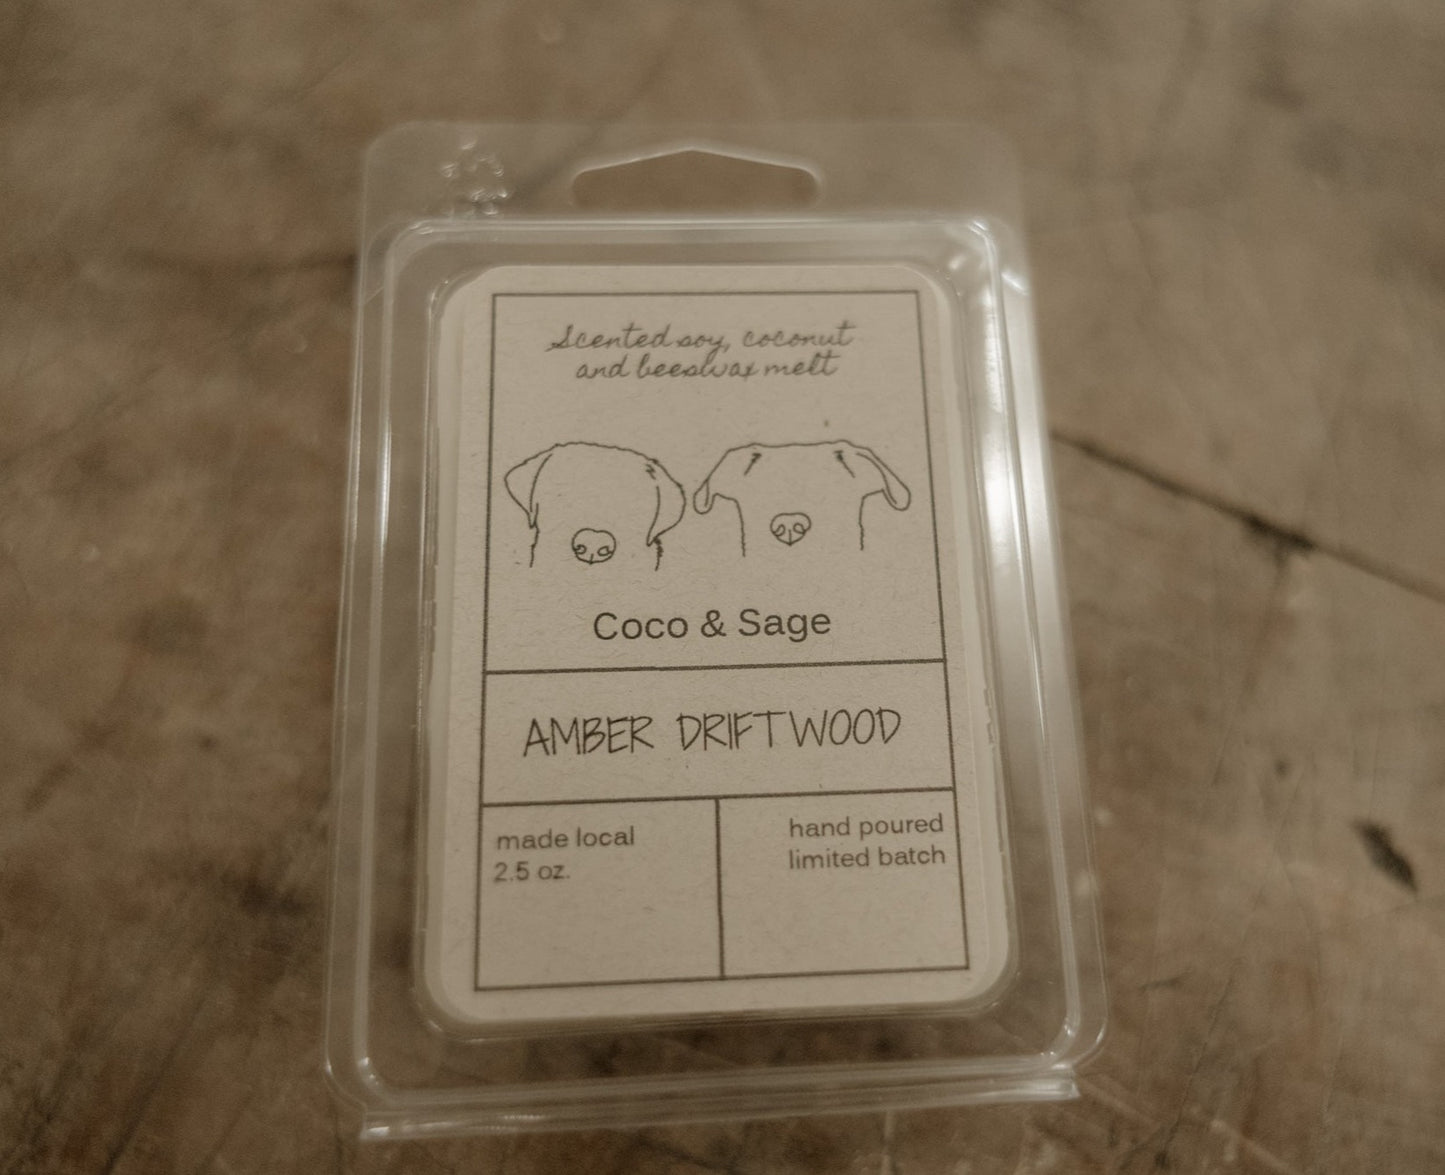 Scented soy, coconut
and beeswax melt
Coco & Sage
AMBER DRIFTWOOD
made local
2.5 oz.
hand poured
limited batch